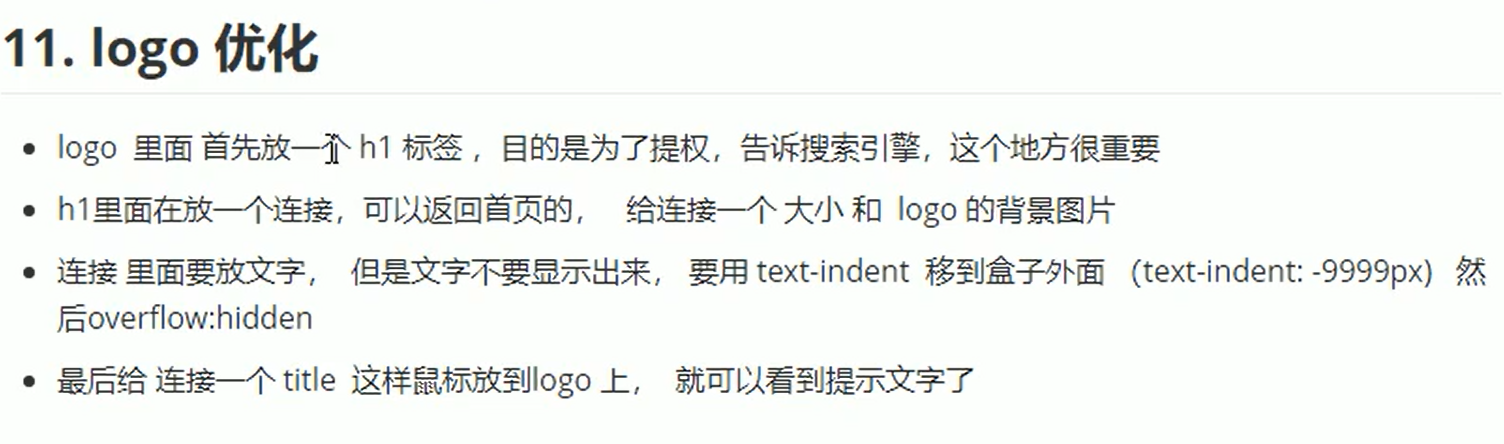 11. logo 优化
logo 里面 首先放一个 h1 标签 ，目的是为了提权，告诉搜索引擎，这个地方很重要
h1里面在放一个连接，可以返回首页的， 给连接一个 大小 和 logo 的背景图片
连接 里面要放文字， 但是文字不要显示出来， 要用 text-indent 移到盒子外面 （text-indent: -9999px） 然
后overflow:hidden
最后给 连接一个 title 这样鼠标放到logo 上， 就可以看到提示文字了